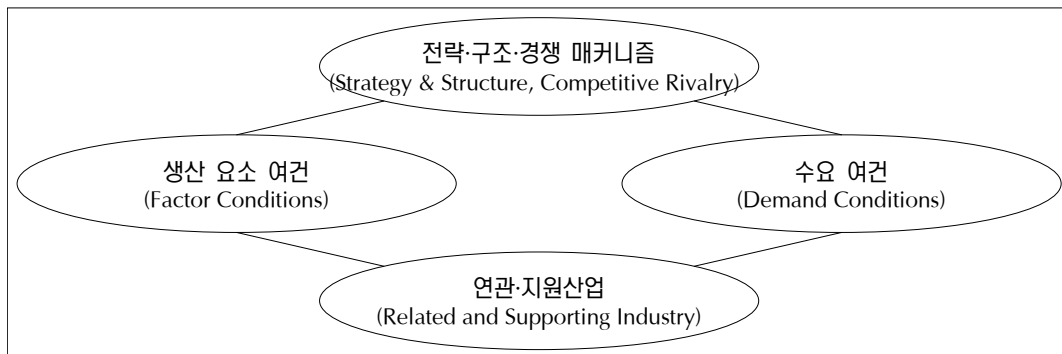 전략·구조·경쟁 매커니즘
(Strategy & Structure, Competitive Rivalry)
생산 요소 여건
(Factor Conditions)
수요 여건
(Demand Conditions)
연관·지원산업
(Related and Supporting Industry)